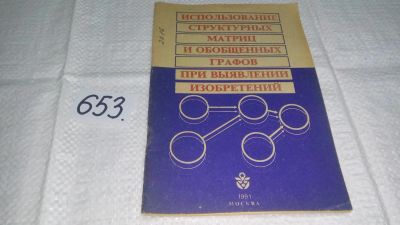 653.
ИСПОЛЬЗОВАНИЕ
СТРУКТУРНЫХ
МАТРИЦ
И ОБОБЩЕННЫХ
ГРАФОВ
ПРИ ВЫЯВЛЕНИИ
ИЗОБРЕТЕНИЙ
1991
МОСКВА